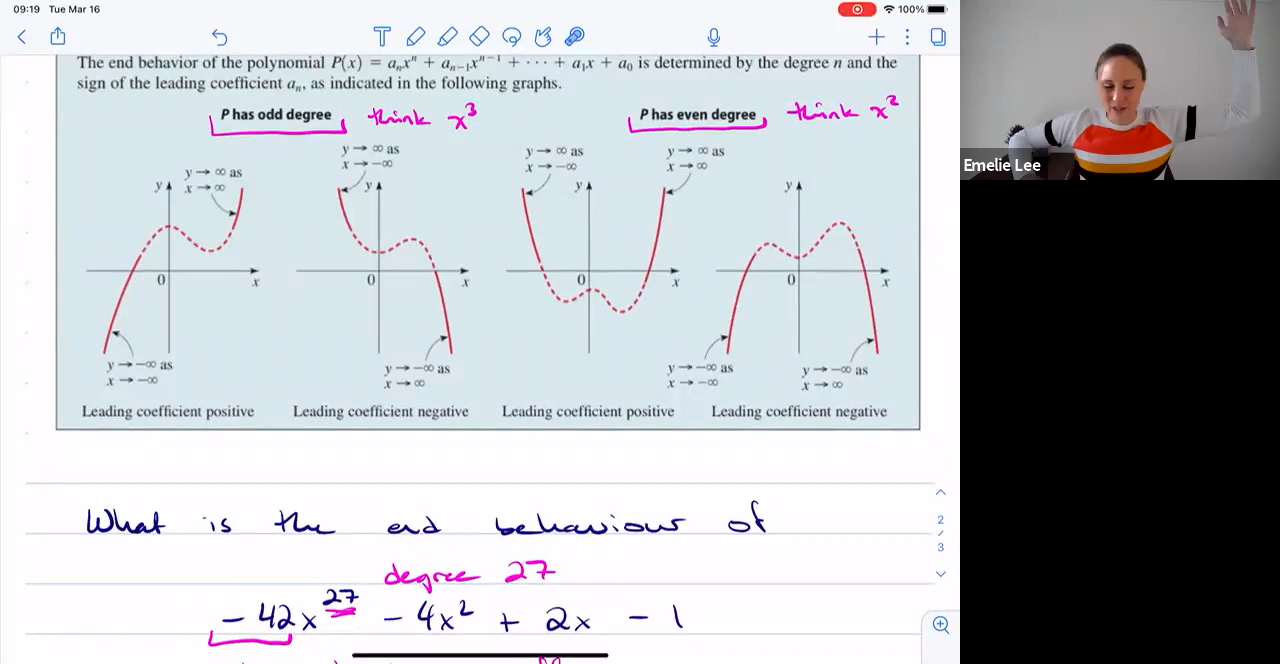 09:19 Tue Mar 16
100%
The end behavior of the polynomial P(x) = aₙxⁿ + aₙ₋₁xⁿ⁻¹ + · · · + a₁x + a₀ is determined by the degree n and the
sign of the leading coefficient aₙ, as indicated in the following graphs.
P has odd degree think x³
P has even degree think x²
y → ∞ as
x → ∞
y
0
x
y → −∞ as
x → −∞
Leading coefficient positive
y → ∞ as
x → −∞
y
0
x
y → −∞ as
x → ∞
Leading coefficient negative
y → ∞ as
x → −∞
y → ∞ as
x → ∞
y
0
x
Leading coefficient positive
y
0
x
y → −∞ as
x → −∞
y → −∞ as
x → ∞
Leading coefficient negative
What is the end behaviour of
degree 27
− 42x²⁷ − 4x² + 2x − 1
2
3
Emelie Lee